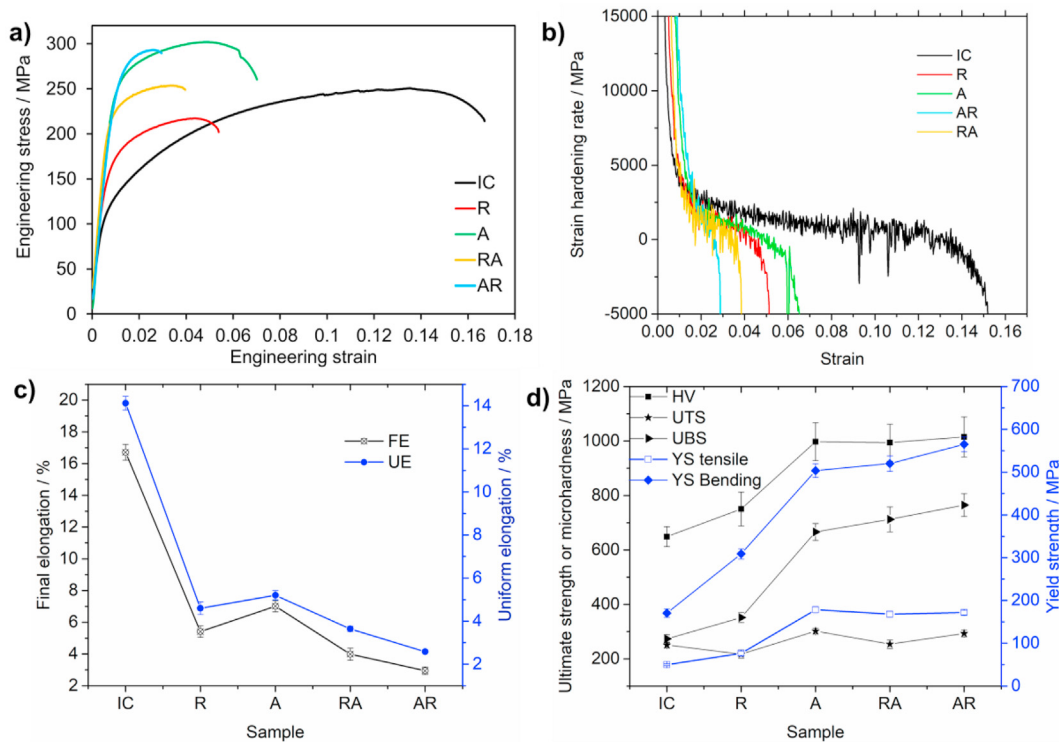 a)
Engineering stress / MPa
300
250
200
150
100
50
0
IC
R
A
RA
AR
0 0.02 0.04 0.06 0.08 0.10 0.12 0.14 0.16 0.18
Engineering strain
b)
Strain hardening rate / MPa
15000
10000
5000
0
-5000
IC
R
A
AR
RA
0.00 0.02 0.04 0.06 0.08 0.10 0.12 0.14 0.16
Strain
c)
Final elongation / %
20
18
16
14
12
10
8
6
4
2
FE
UE
14
12
10
8
6
4
2
Uniform elongation / %
IC R A RA AR
Sample
d)
Ultimate strength or microhardness / MPa
1200
1000
800
600
400
200
HV
UTS
UBS
YS tensile
YS Bending
700
600
500
400
300
200
100
0
Yield strength / MPa
IC R A RA AR
Sample